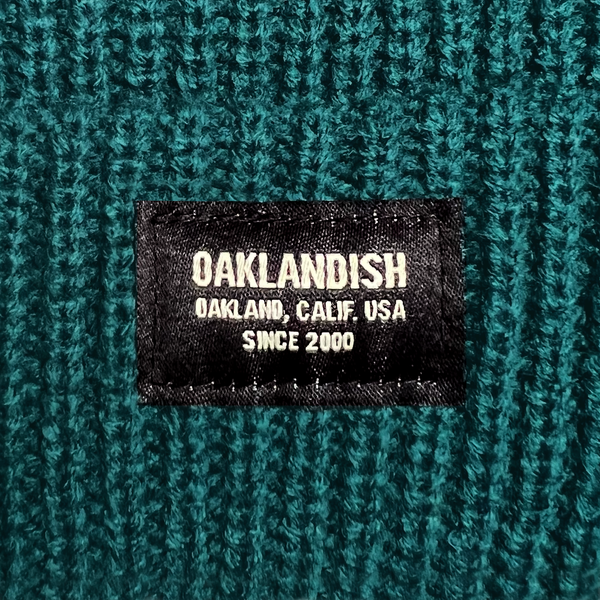 OAKLANDISH
OAKLAND, CALIF. USA
SINCE 2000